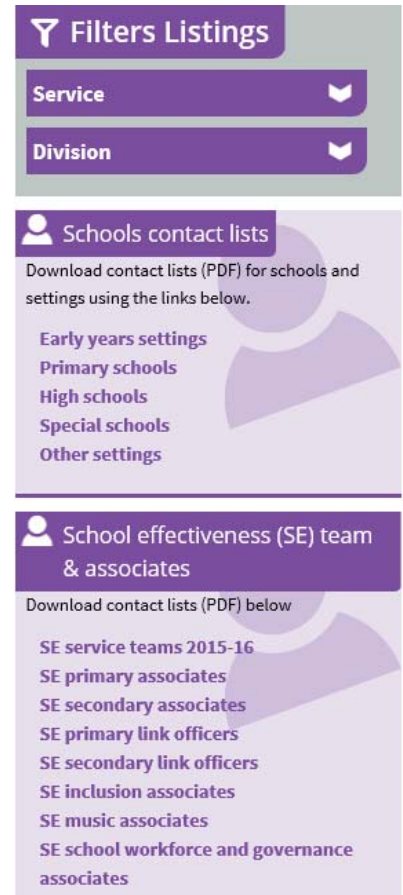 Filters Listings
Service
Division
Schools contact lists
Download contact lists (PDF) for schools and
settings using the links below.
Early years settings
Primary schools
High schools
Special schools
Other settings
School effectiveness (SE) team
& associates
Download contact lists (PDF) below
SE service teams 2015-16
SE primary associates
SE secondary associates
SE primary link officers
SE secondary link officers
SE inclusion associates
SE music associates
SE school workforce and governance
associates